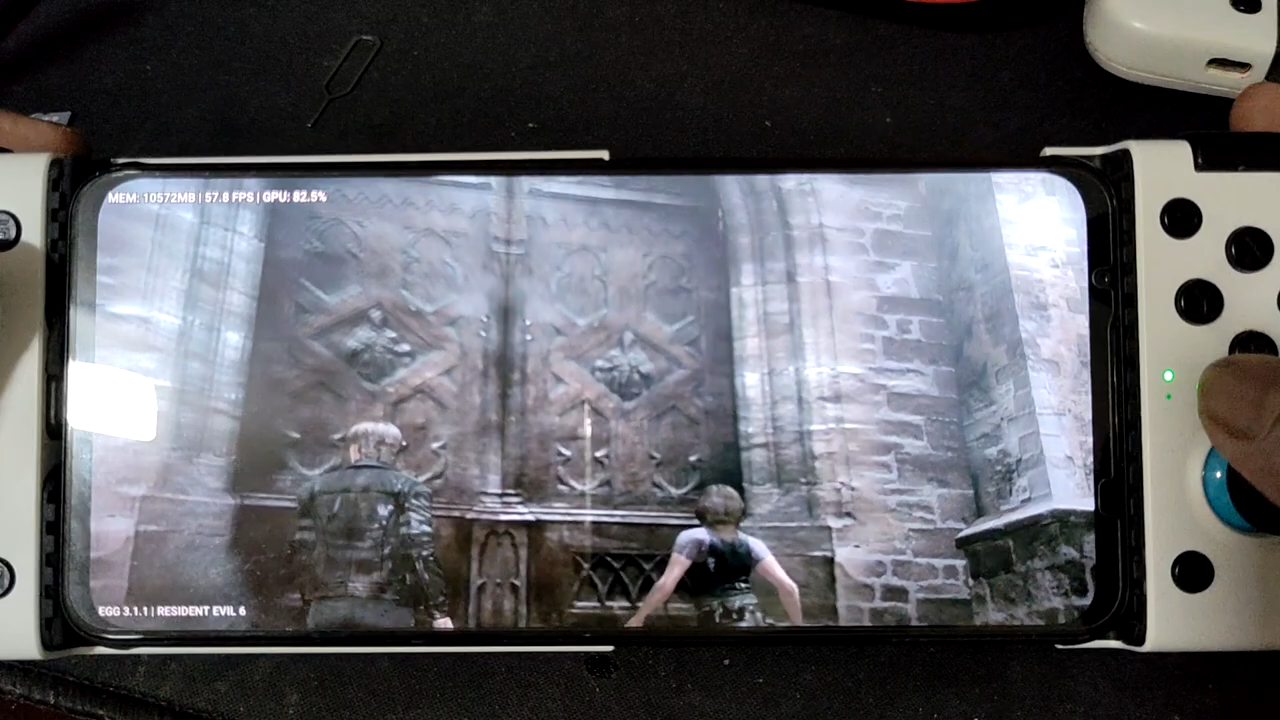 MEM: 10572MB | 57.8 FPS | GPU: 82.5%
EGG 3.1.1 | RESIDENT EVIL 6